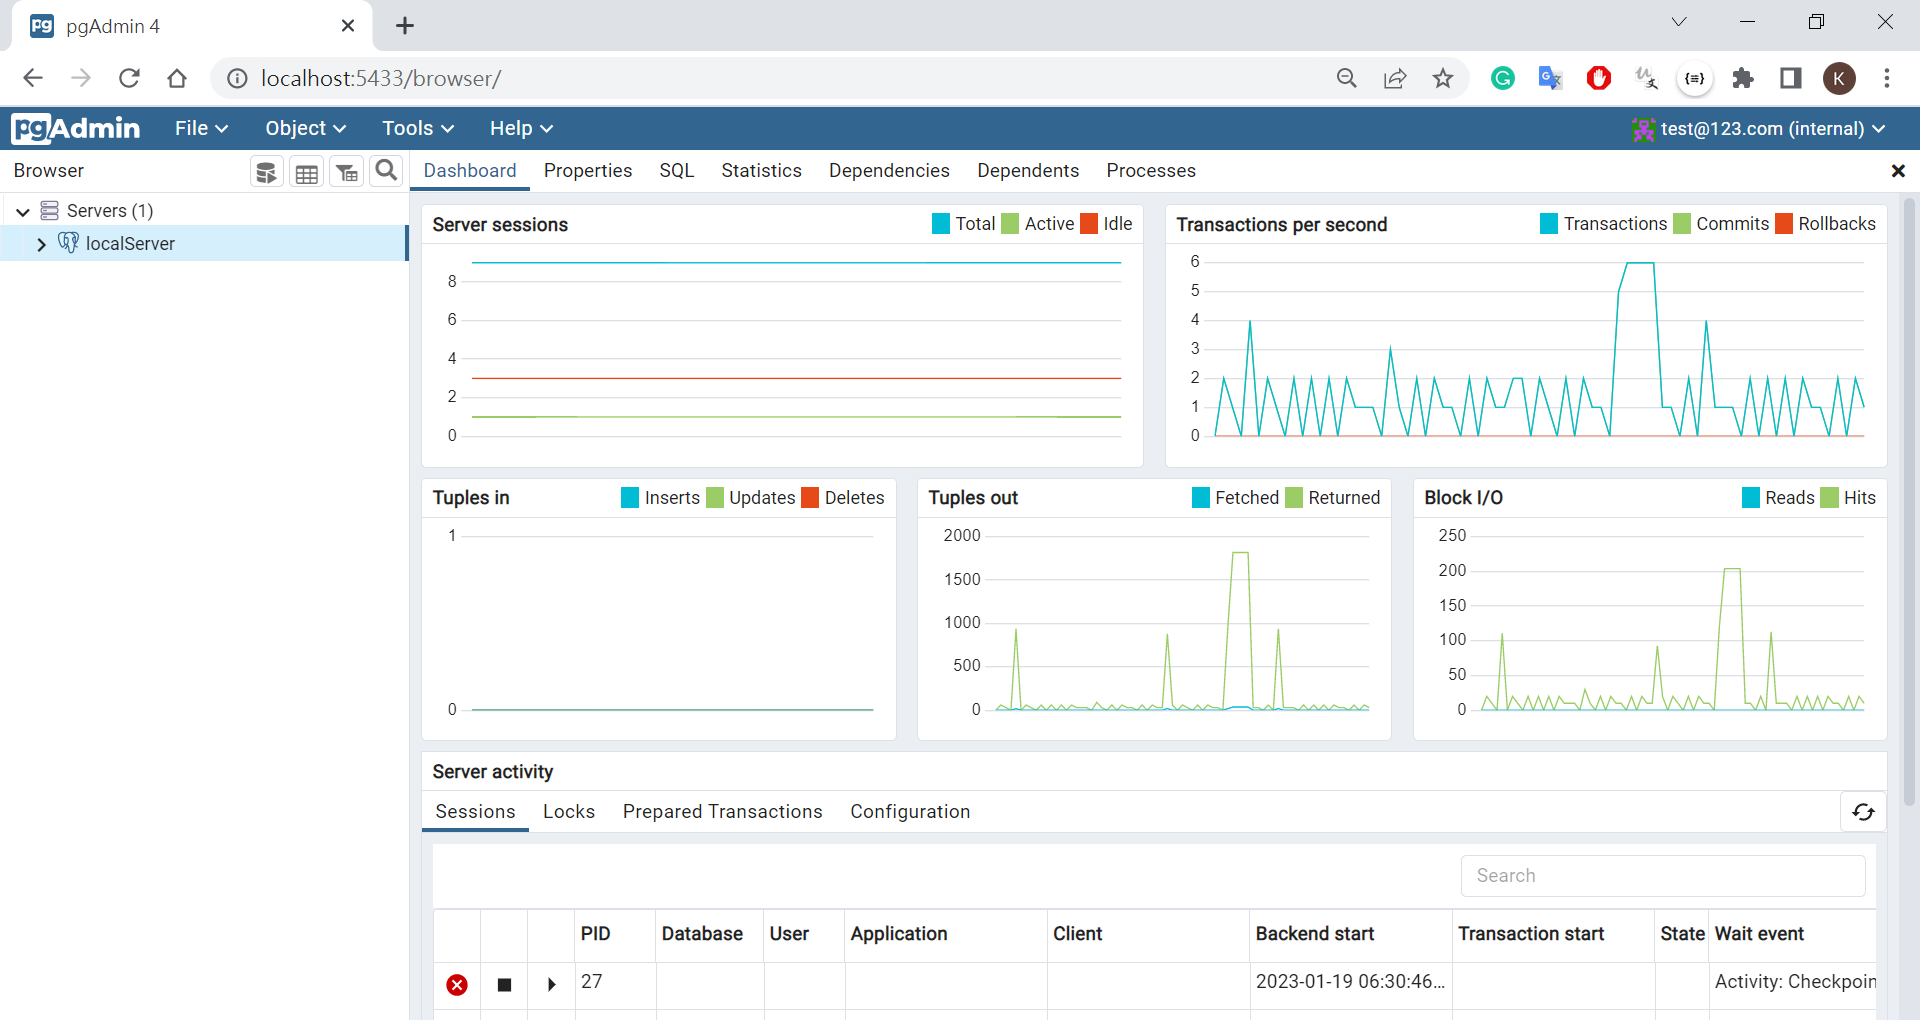 pgAdmin 4
localhost:5433/browser/
K
pgAdmin File Object Tools Help test@123.com (internal)
Browser
Dashboard Properties SQL Statistics Dependencies Dependents Processes
Servers (1)
localServer
Server sessions Total Active Idle
8
6
4
2
0
Transactions per second Transactions Commits Rollbacks
6
5
4
3
2
1
0
Tuples in Inserts Updates Deletes
1
0
Tuples out Fetched Returned
2000
1500
1000
500
0
Block I/O Reads Hits
250
200
150
100
50
0
Server activity
Sessions Locks Prepared Transactions Configuration
Search
PID Database User Application Client Backend start Transaction start State Wait event
27 2023-01-19 06:30:46... Activity: Checkpoin